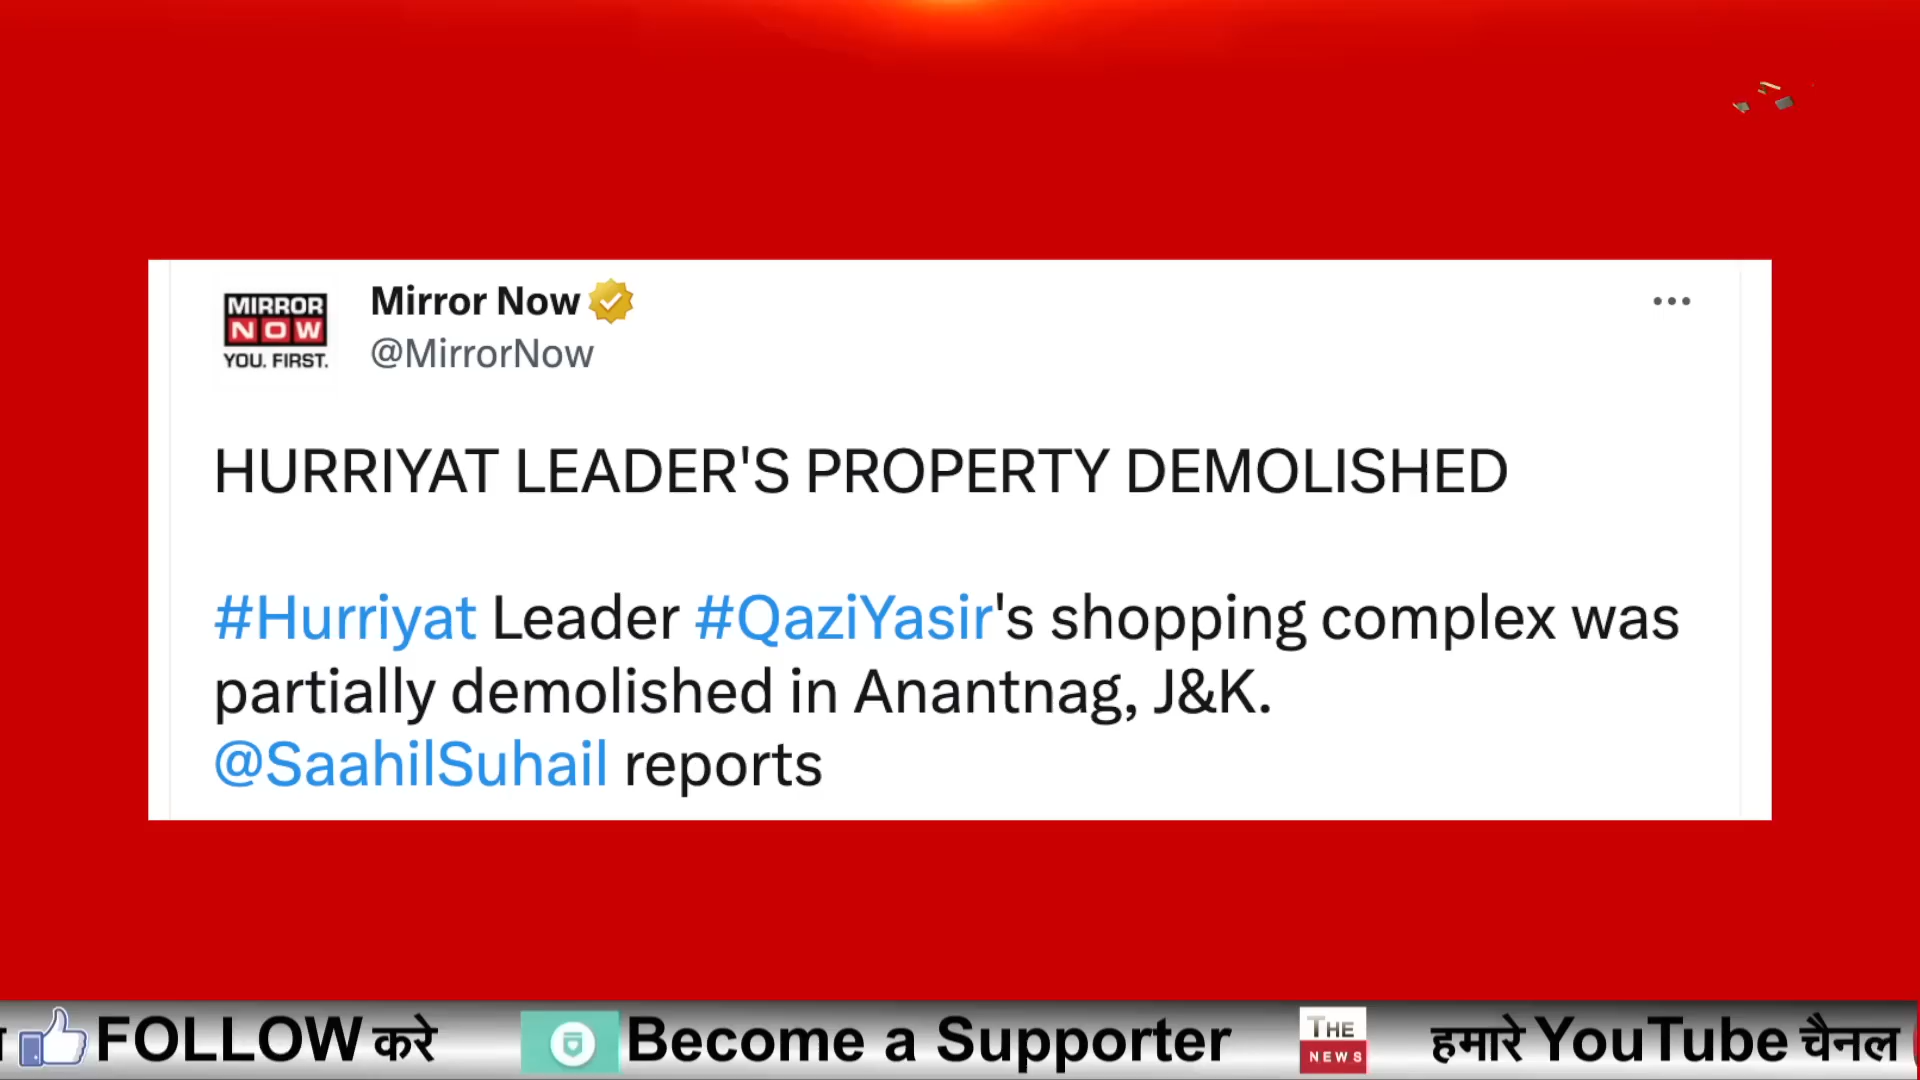 MIRROR
NOW
YOU. FIRST.
Mirror Now
@MirrorNow
HURRIYAT LEADER'S PROPERTY DEMOLISHED
#Hurriyat Leader #QaziYasir's shopping complex was
partially demolished in Anantnag, J&K.
@SaahilSuhail reports
FOLLOW करे Become a Supporter THE NEWS हमारे YouTube चैनल